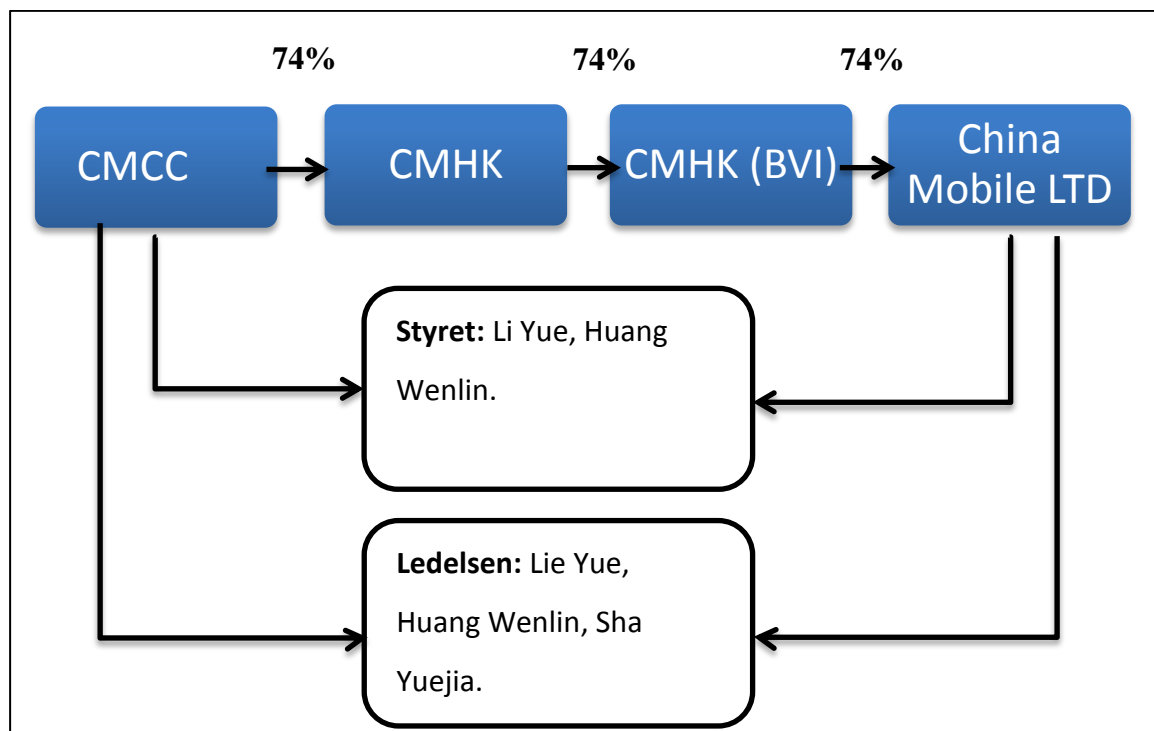 74% 74% 74%
CMCC
CMHK
CMHK (BVI)
China
Mobile LTD
Styret: Li Yue, Huang
Wenlin.
Ledelsen: Lie Yue,
Huang Wenlin, Sha
Yuejia.